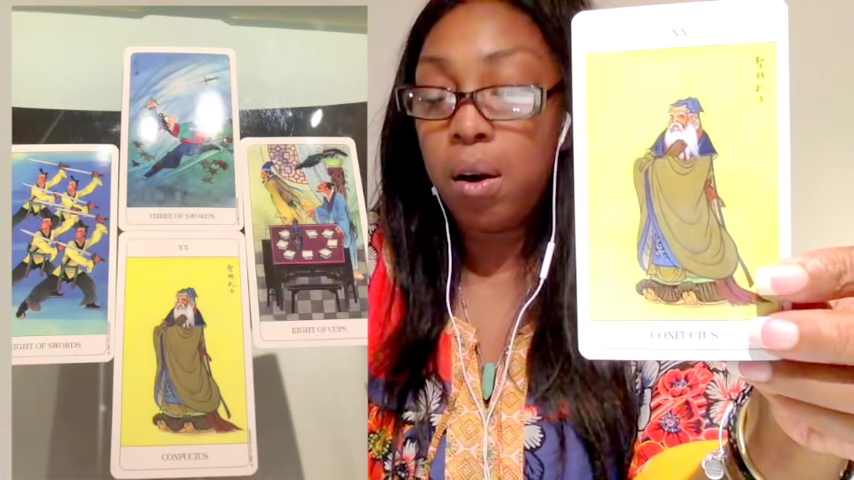 THREE OF SWORDS
EIGHT OF SWORDS
EIGHT OF CUPS
XX
CONFUCIUS
XX
CONFUCIUS